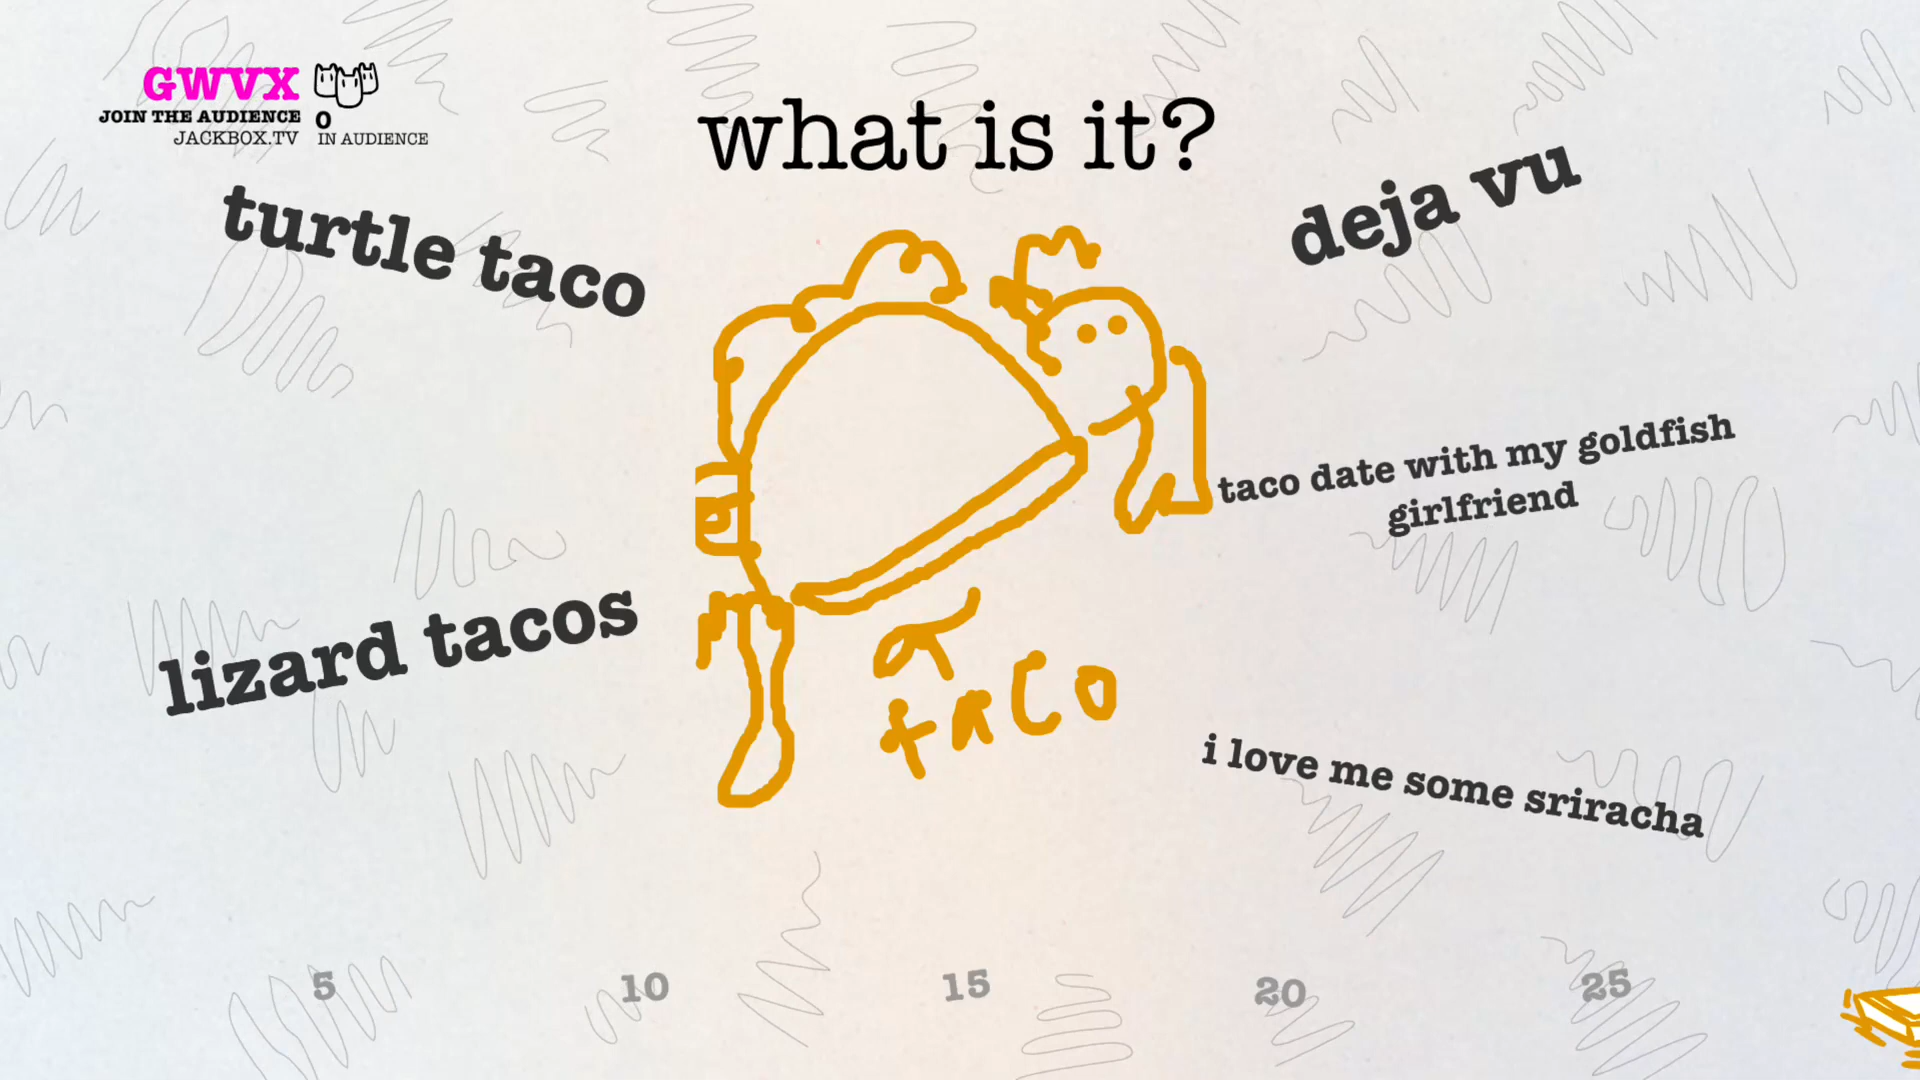 GWVX
JOIN THE AUDIENCE
JACKBOX.TV
0
IN AUDIENCE
what is it?
turtle taco
deja vu
taco date with my goldfish
girlfriend
lizard tacos
a
taco
i love me some sriracha
5
10
15
20
25